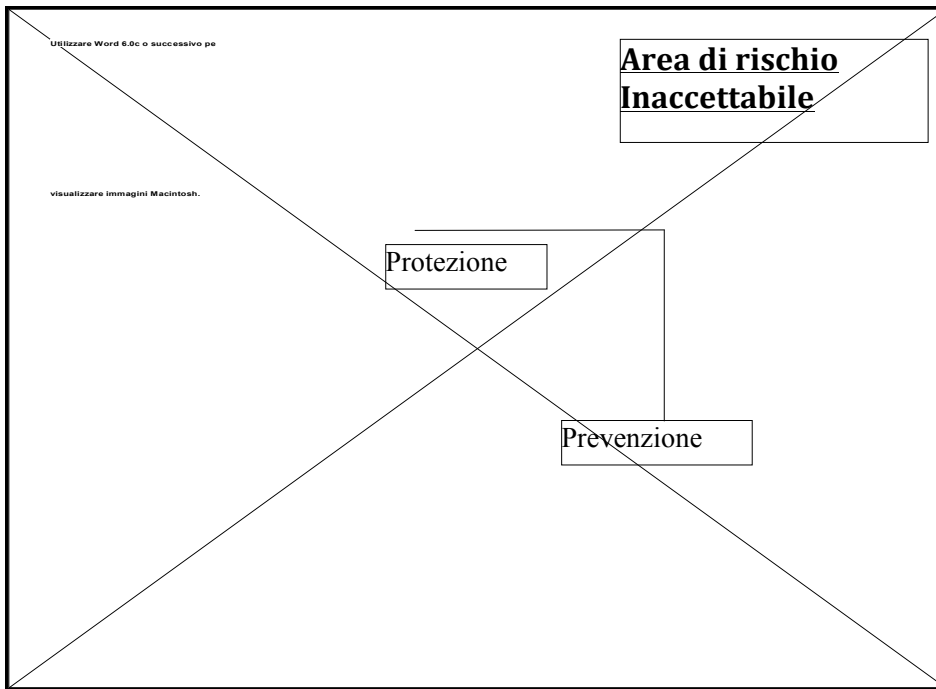 Utilizzare Word 6.0c o successivo pe
Area di rischio
Inaccettabile
visualizzare immagini Macintosh.
Protezione
Prevenzione